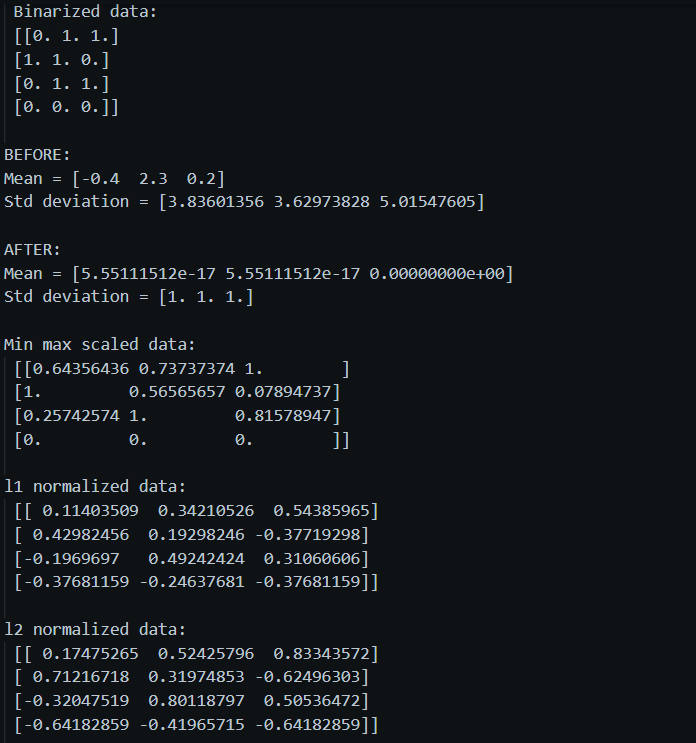 Binarized data:
[[0. 1. 1.]
[1. 1. 0.]
[0. 1. 1.]
[0. 0. 0.]]
BEFORE:
Mean = [-0.4  2.3  0.2]
Std deviation = [3.83601356 3.62973828 5.01547605]
AFTER:
Mean = [5.55111512e-17 5.55111512e-17 0.00000000e+00]
Std deviation = [1. 1. 1.]
Min max scaled data:
[[0.64356436 0.73737374 1.        ]
[1.         0.56565657 0.07894737]
[0.25742574 1.         0.81578947]
[0.         0.         0.        ]]
l1 normalized data:
[[ 0.11403509  0.34210526  0.54385965]
[ 0.42982456  0.19298246 -0.37719298]
[-0.1969697   0.49242424  0.31060606]
[-0.37681159 -0.24637681 -0.37681159]]
l2 normalized data:
[[ 0.17475265  0.52425796  0.83343572]
[ 0.71216718  0.31974853 -0.62496303]
[-0.32047519  0.80118797  0.50536472]
[-0.64182859 -0.41965715 -0.64182859]]